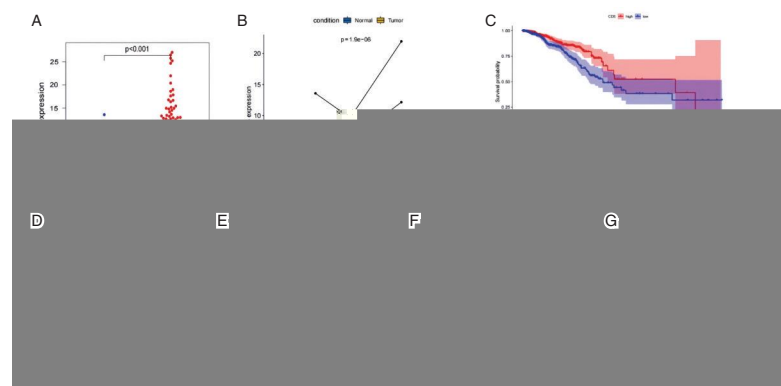 A
p<0.001
25
20
15
expression
B
condition Normal Tumor
p = 1.9e-06
20
15
10
expression
C
high low
1.00
0.75
0.50
0.25
Survival probability
D
E
F
G